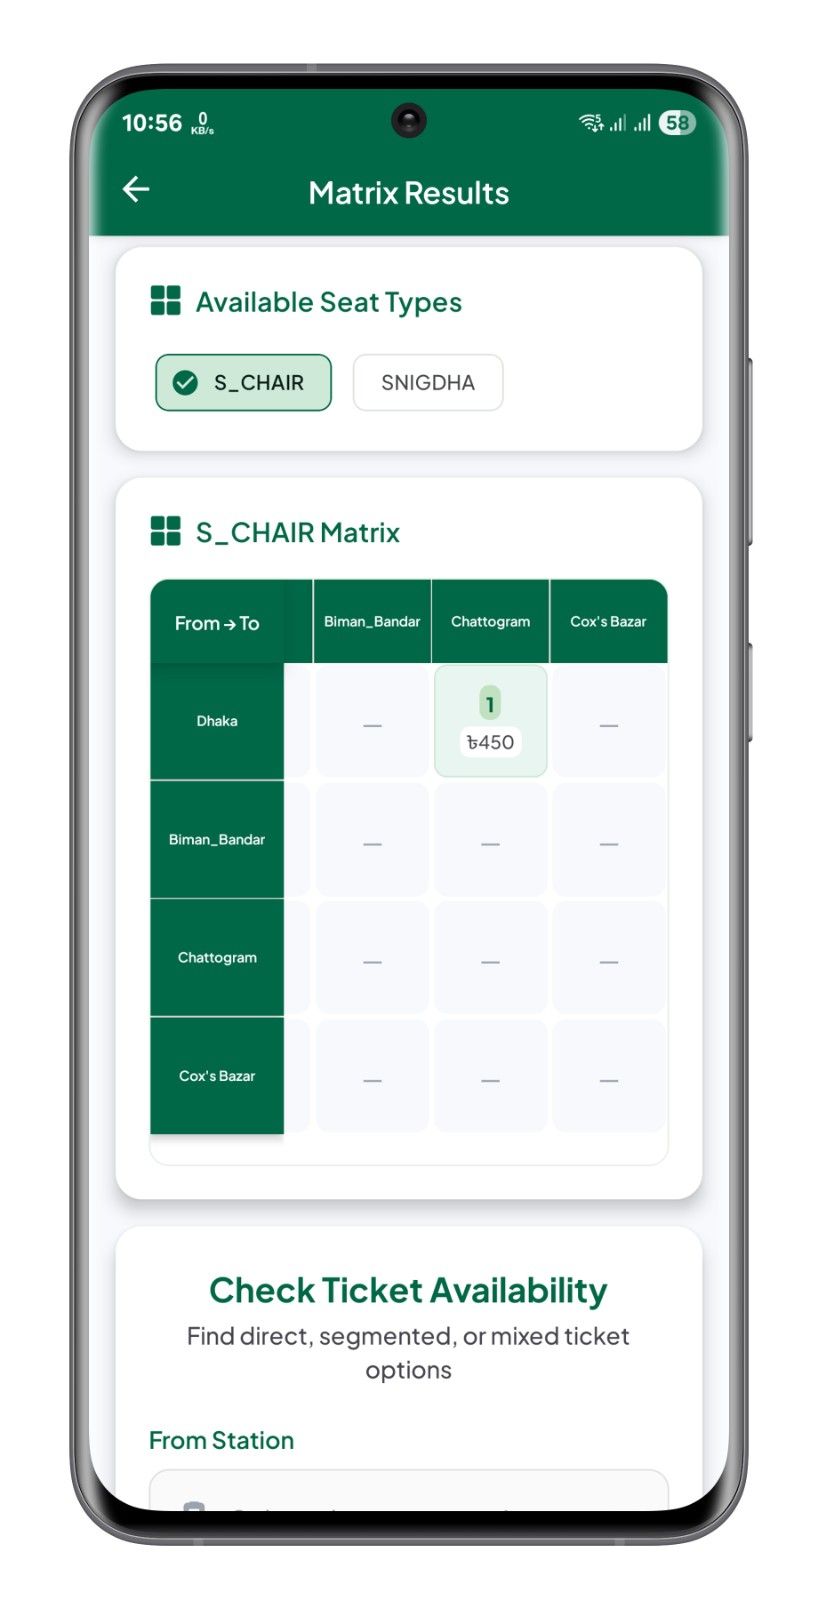 10:56 0 KB/s 58
Matrix Results
Available Seat Types
S_CHAIR SNIGDHA
S_CHAIR Matrix
From → To Biman_Bandar Chattogram Cox's Bazar
Dhaka — 1 —
৳450
Biman_Bandar — — —
Chattogram — — —
Cox's Bazar — — —
Check Ticket Availability
Find direct, segmented, or mixed ticket
options
From Station